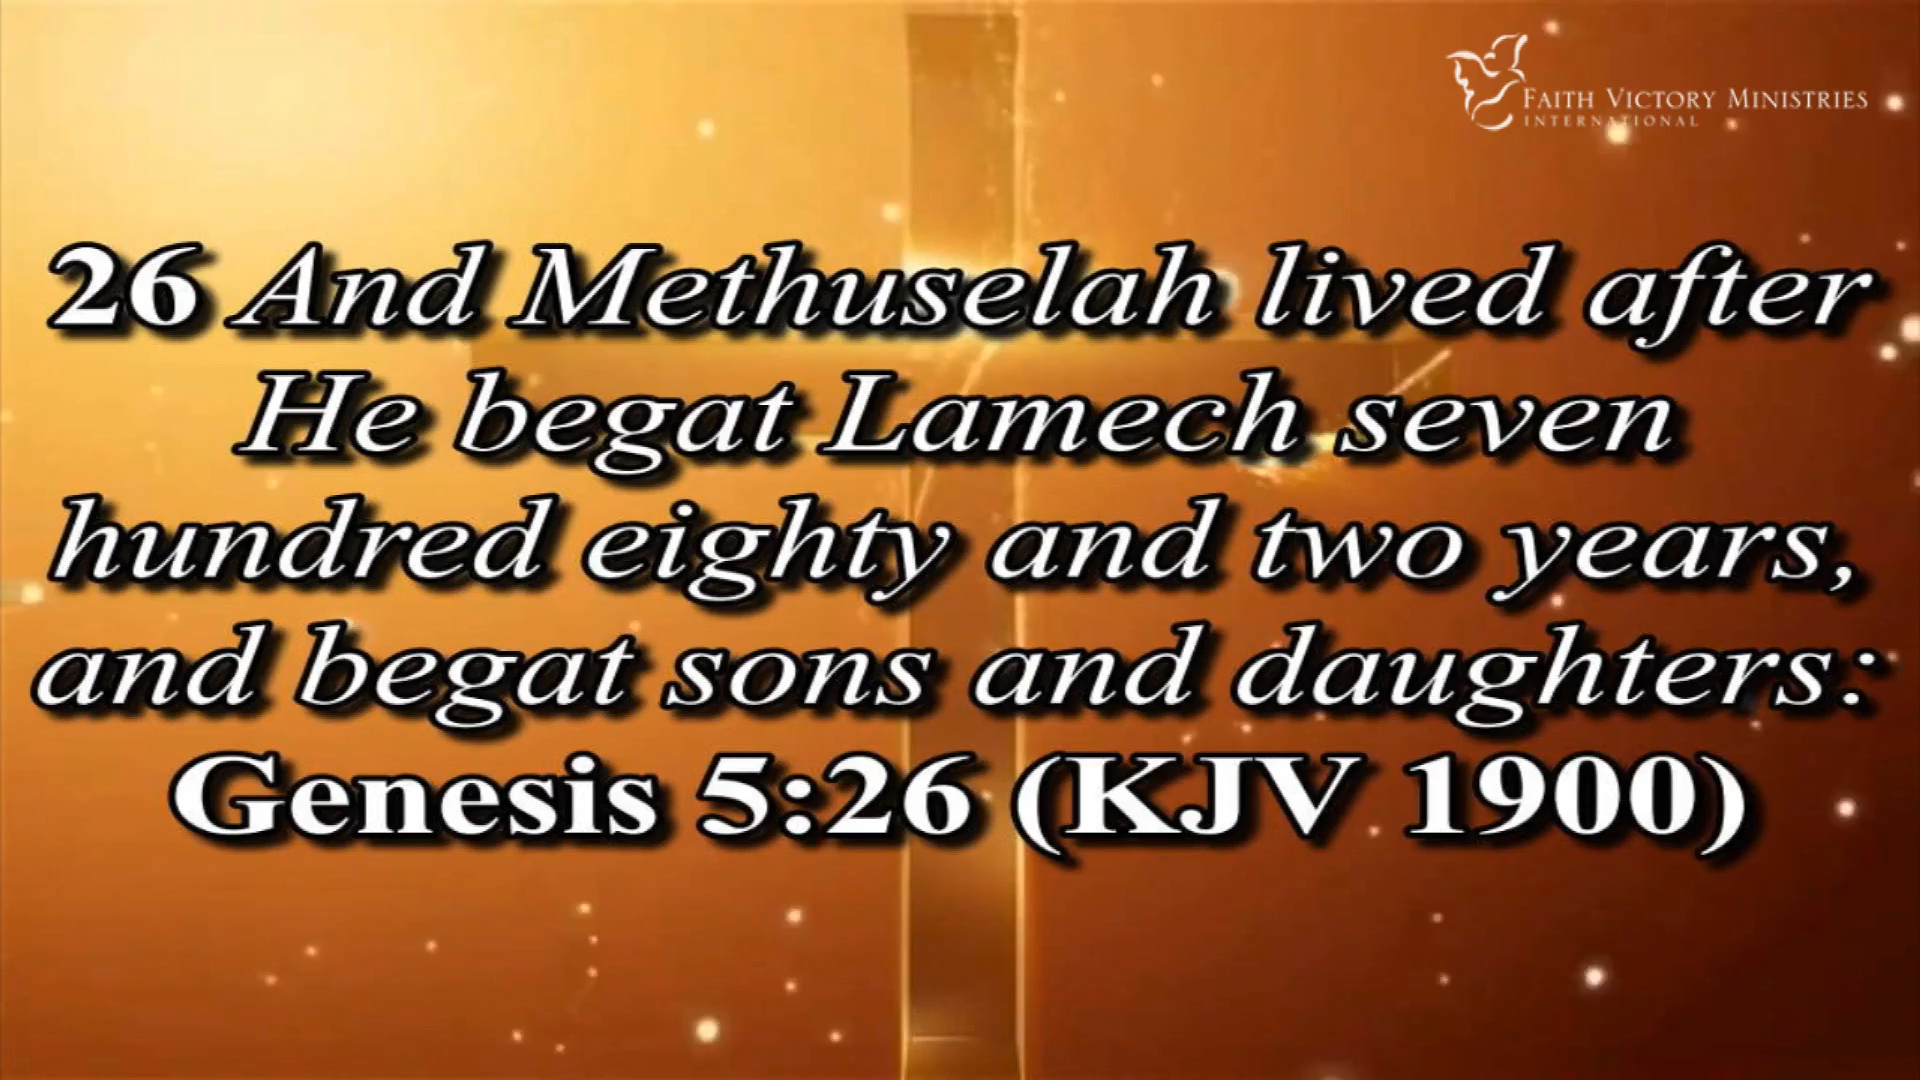 FAITH VICTORY MINISTRIES
INTERNATIONAL
26 And Methuselah lived after
He begat Lamech seven
hundred eighty and two years,
and begat sons and daughters:
Genesis 5:26 (KJV 1900)